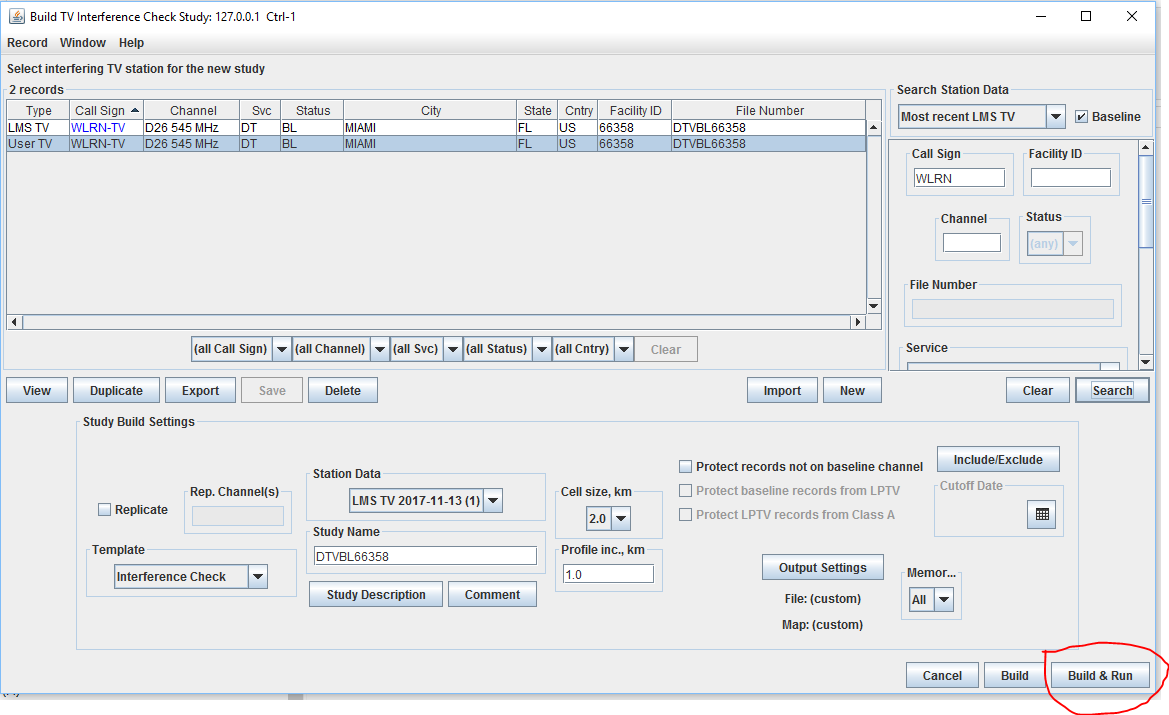 Build TV Interference Check Study: 127.0.0.1 Ctrl-1
Record Window Help
Select interfering TV station for the new study
2 records
Type Call Sign Channel Svc Status City State Cntry Facility ID File Number
LMS TV WLRN-TV D26 545 MHz DT BL MIAMI FL US 66358 DTVBL66358
User TV WLRN-TV D26 545 MHz DT BL MIAMI FL US 66358 DTVBL66358
(all Call Sign) (all Channel) (all Svc) (all Status) (all Cntry) Clear
Search Station Data
Most recent LMS TV Baseline
Call Sign Facility ID
WLRN
Channel Status
(any)
File Number
Service
View Duplicate Export Save Delete Import New Clear Search
Study Build Settings
Replicate
Rep. Channel(s)
Template
Interference Check
Station Data
LMS TV 2017-11-13 (1)
Study Name
DTVBL66358
Study Description Comment
Cell size, km
2.0
Profile inc., km
1.0
Protect records not on baseline channel
Protect baseline records from LPTV
Protect LPTV records from Class A
Include/Exclude
Cutoff Date
Output Settings
File: (custom)
Map: (custom)
Memor...
All
Cancel Build Build & Run